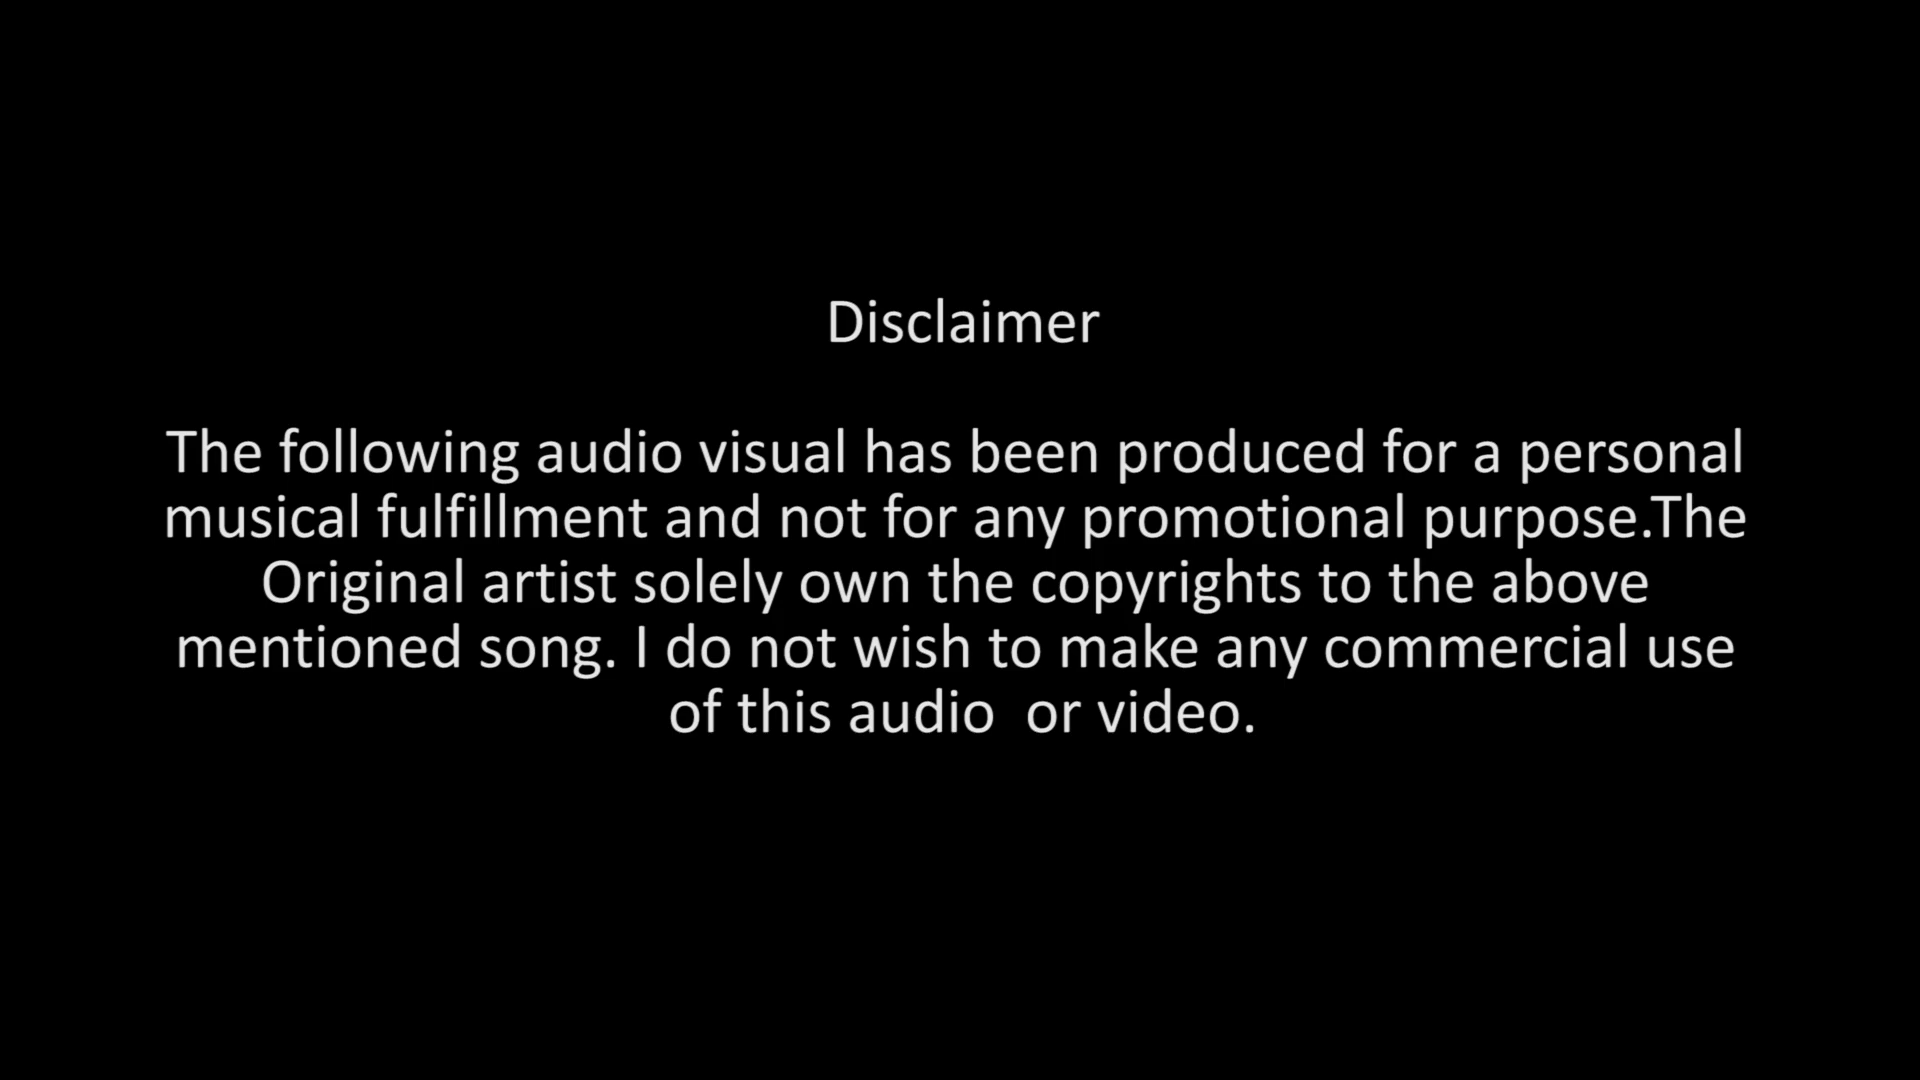 Disclaimer
The following audio visual has been produced for a personal
musical fulfillment and not for any promotional purpose.The
Original artist solely own the copyrights to the above
mentioned song. I do not wish to make any commercial use
of this audio  or video.